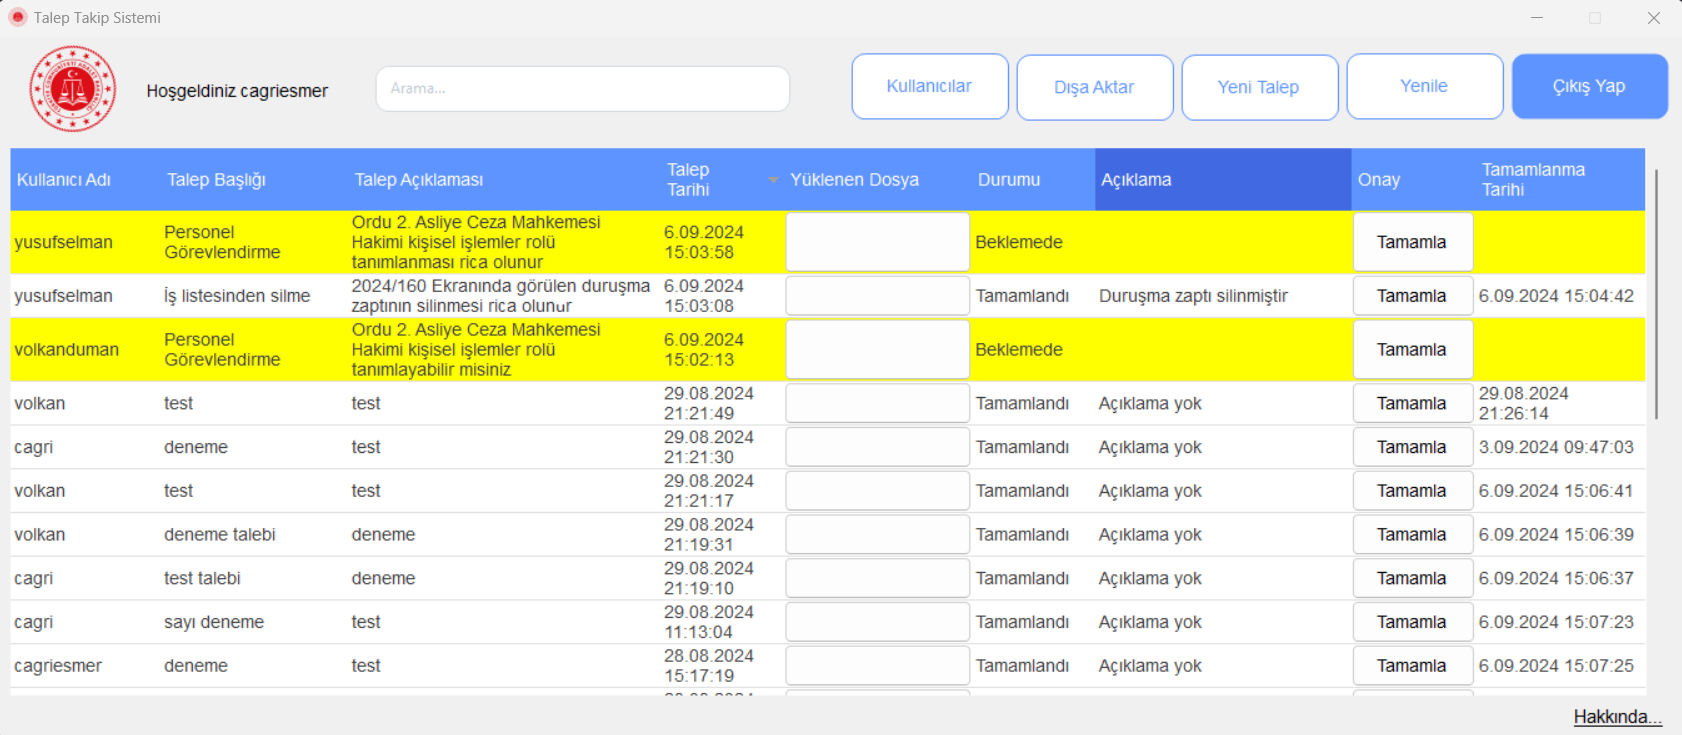 Talep Takip Sistemi
Hoşgeldiniz cagriesmer
Arama...
Kullanıcılar
Dışa Aktar
Yeni Talep
Yenile
Çıkış Yap
Kullanıcı Adı
Talep Başlığı
Talep Açıklaması
Talep
Tarihi
Yüklenen Dosya
Durumu
Açıklama
Onay
Tamamlanma
Tarihi
yusufselman
Personel
Görevlendirme
Ordu 2. Asliye Ceza Mahkemesi
Hakimi kişisel işlemler rolü
tanımlanması rica olunur
6.09.2024
15:03:58
Beklemede
Tamamla
yusufselman
İş listesinden silme
2024/160 Ekranında görülen duruşma
zaptının silinmesi rica olunur
6.09.2024
15:03:08
Tamamlandı
Duruşma zaptı silinmiştir
Tamamla
6.09.2024 15:04:42
volkanduman
Personel
Görevlendirme
Ordu 2. Asliye Ceza Mahkemesi
Hakimi kişisel işlemler rolü
tanımlayabilir misiniz
6.09.2024
15:02:13
Beklemede
Tamamla
volkan
test
test
29.08.2024
21:21:49
Tamamlandı
Açıklama yok
Tamamla
29.08.2024
21:26:14
cagri
deneme
test
29.08.2024
21:21:30
Tamamlandı
Açıklama yok
Tamamla
3.09.2024 09:47:03
volkan
test
test
29.08.2024
21:21:17
Tamamlandı
Açıklama yok
Tamamla
6.09.2024 15:06:41
volkan
deneme talebi
deneme
29.08.2024
21:19:31
Tamamlandı
Açıklama yok
Tamamla
6.09.2024 15:06:39
cagri
test talebi
deneme
29.08.2024
21:19:10
Tamamlandı
Açıklama yok
Tamamla
6.09.2024 15:06:37
cagri
sayı deneme
test
29.08.2024
11:13:04
Tamamlandı
Açıklama yok
Tamamla
6.09.2024 15:07:23
cagriesmer
deneme
test
28.08.2024
15:17:19
Tamamlandı
Açıklama yok
Tamamla
6.09.2024 15:07:25
Hakkında...